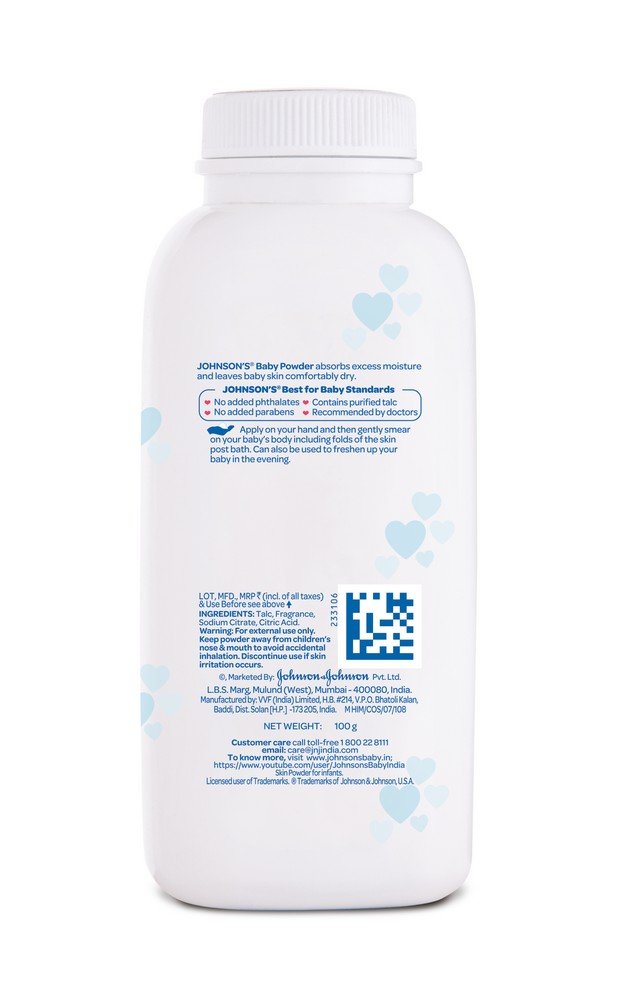 JOHNSON'S® Baby Powder absorbs excess moisture
and leaves baby skin comfortably dry.
JOHNSON'S® Best for Baby Standards
No added phthalates Contains purified talc
No added parabens Recommended by doctors
Apply on your hand and then gently smear
on your baby's body including folds of the skin
post bath. Can also be used to freshen up your
baby in the evening.
LOT, MFD., MRP ₹ (incl. of all taxes)
& Use Before see above
INGREDIENTS: Talc, Fragrance,
Sodium Citrate, Citric Acid.
Warning: For external use only.
Keep powder away from children's
nose & mouth to avoid accidental
inhalation. Discontinue use if skin
irritation occurs.
233106
©, Marketed By: Johnson & Johnson Pvt. Ltd.
L.B.S. Marg, Mulund (West), Mumbai - 400080, India.
Manufactured by: VVF (India) Limited, H.B. #214, V.P.O. Bhatoli Kalan,
Baddi, Dist. Solan [H.P.] -173 205, India. M HIM/COS/07/108
NET WEIGHT: 100 g
Customer care call toll-free 1 800 22 8111
email: care@jnjindia.com
To know more, visit www.johnsonsbaby.in;
https://www.youtube.com/user/JohnsonsBabyIndia
Skin Powder for infants.
Licensed user of Trademarks. ® Trademarks of Johnson & Johnson, U.S.A.